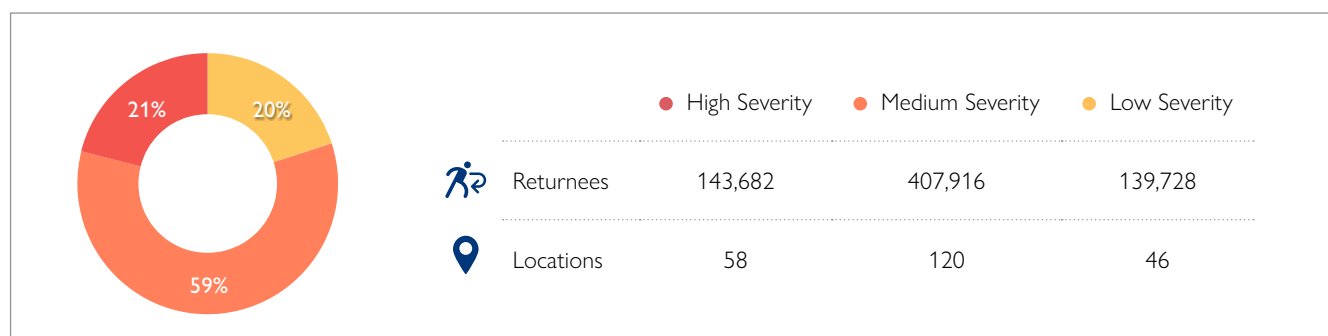 21%
20%
59%
High Severity Medium Severity Low Severity
Returnees 143,682 407,916 139,728
Locations 58 120 46